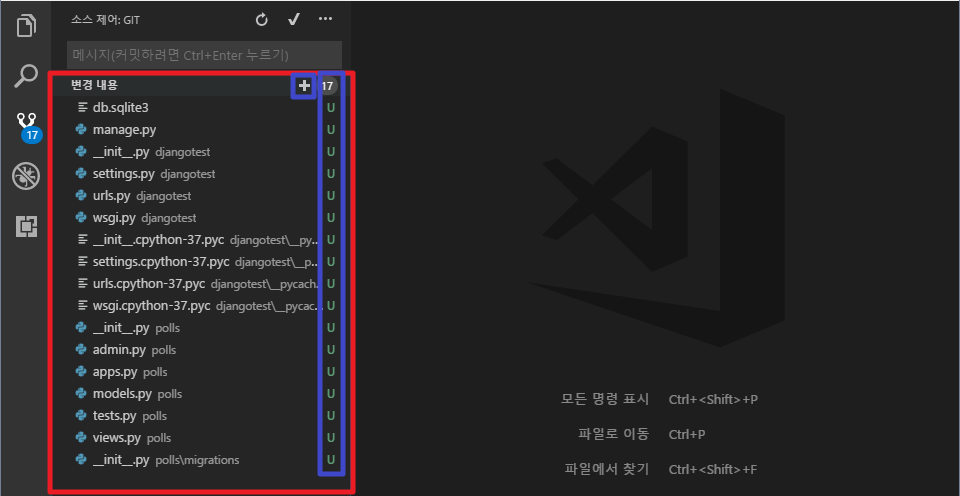 소스 제어: GIT
메시지(커밋하려면 Ctrl+Enter 누르기)
변경 내용 17
db.sqlite3 U
manage.py U
__init__.py djangotest U
settings.py djangotest U
urls.py djangotest U
wsgi.py djangotest U
__init__.cpython-37.pyc djangotest\__py... U
settings.cpython-37.pyc djangotest\__p... U
urls.cpython-37.pyc djangotest\__pycach... U
wsgi.cpython-37.pyc djangotest\__pycac... U
__init__.py polls U
admin.py polls U
apps.py polls U
models.py polls U
tests.py polls U
views.py polls U
__init__.py polls\migrations U
17
모든 명령 표시 Ctrl+<Shift>+P
파일로 이동 Ctrl+P
파일에서 찾기 Ctrl+<Shift>+F